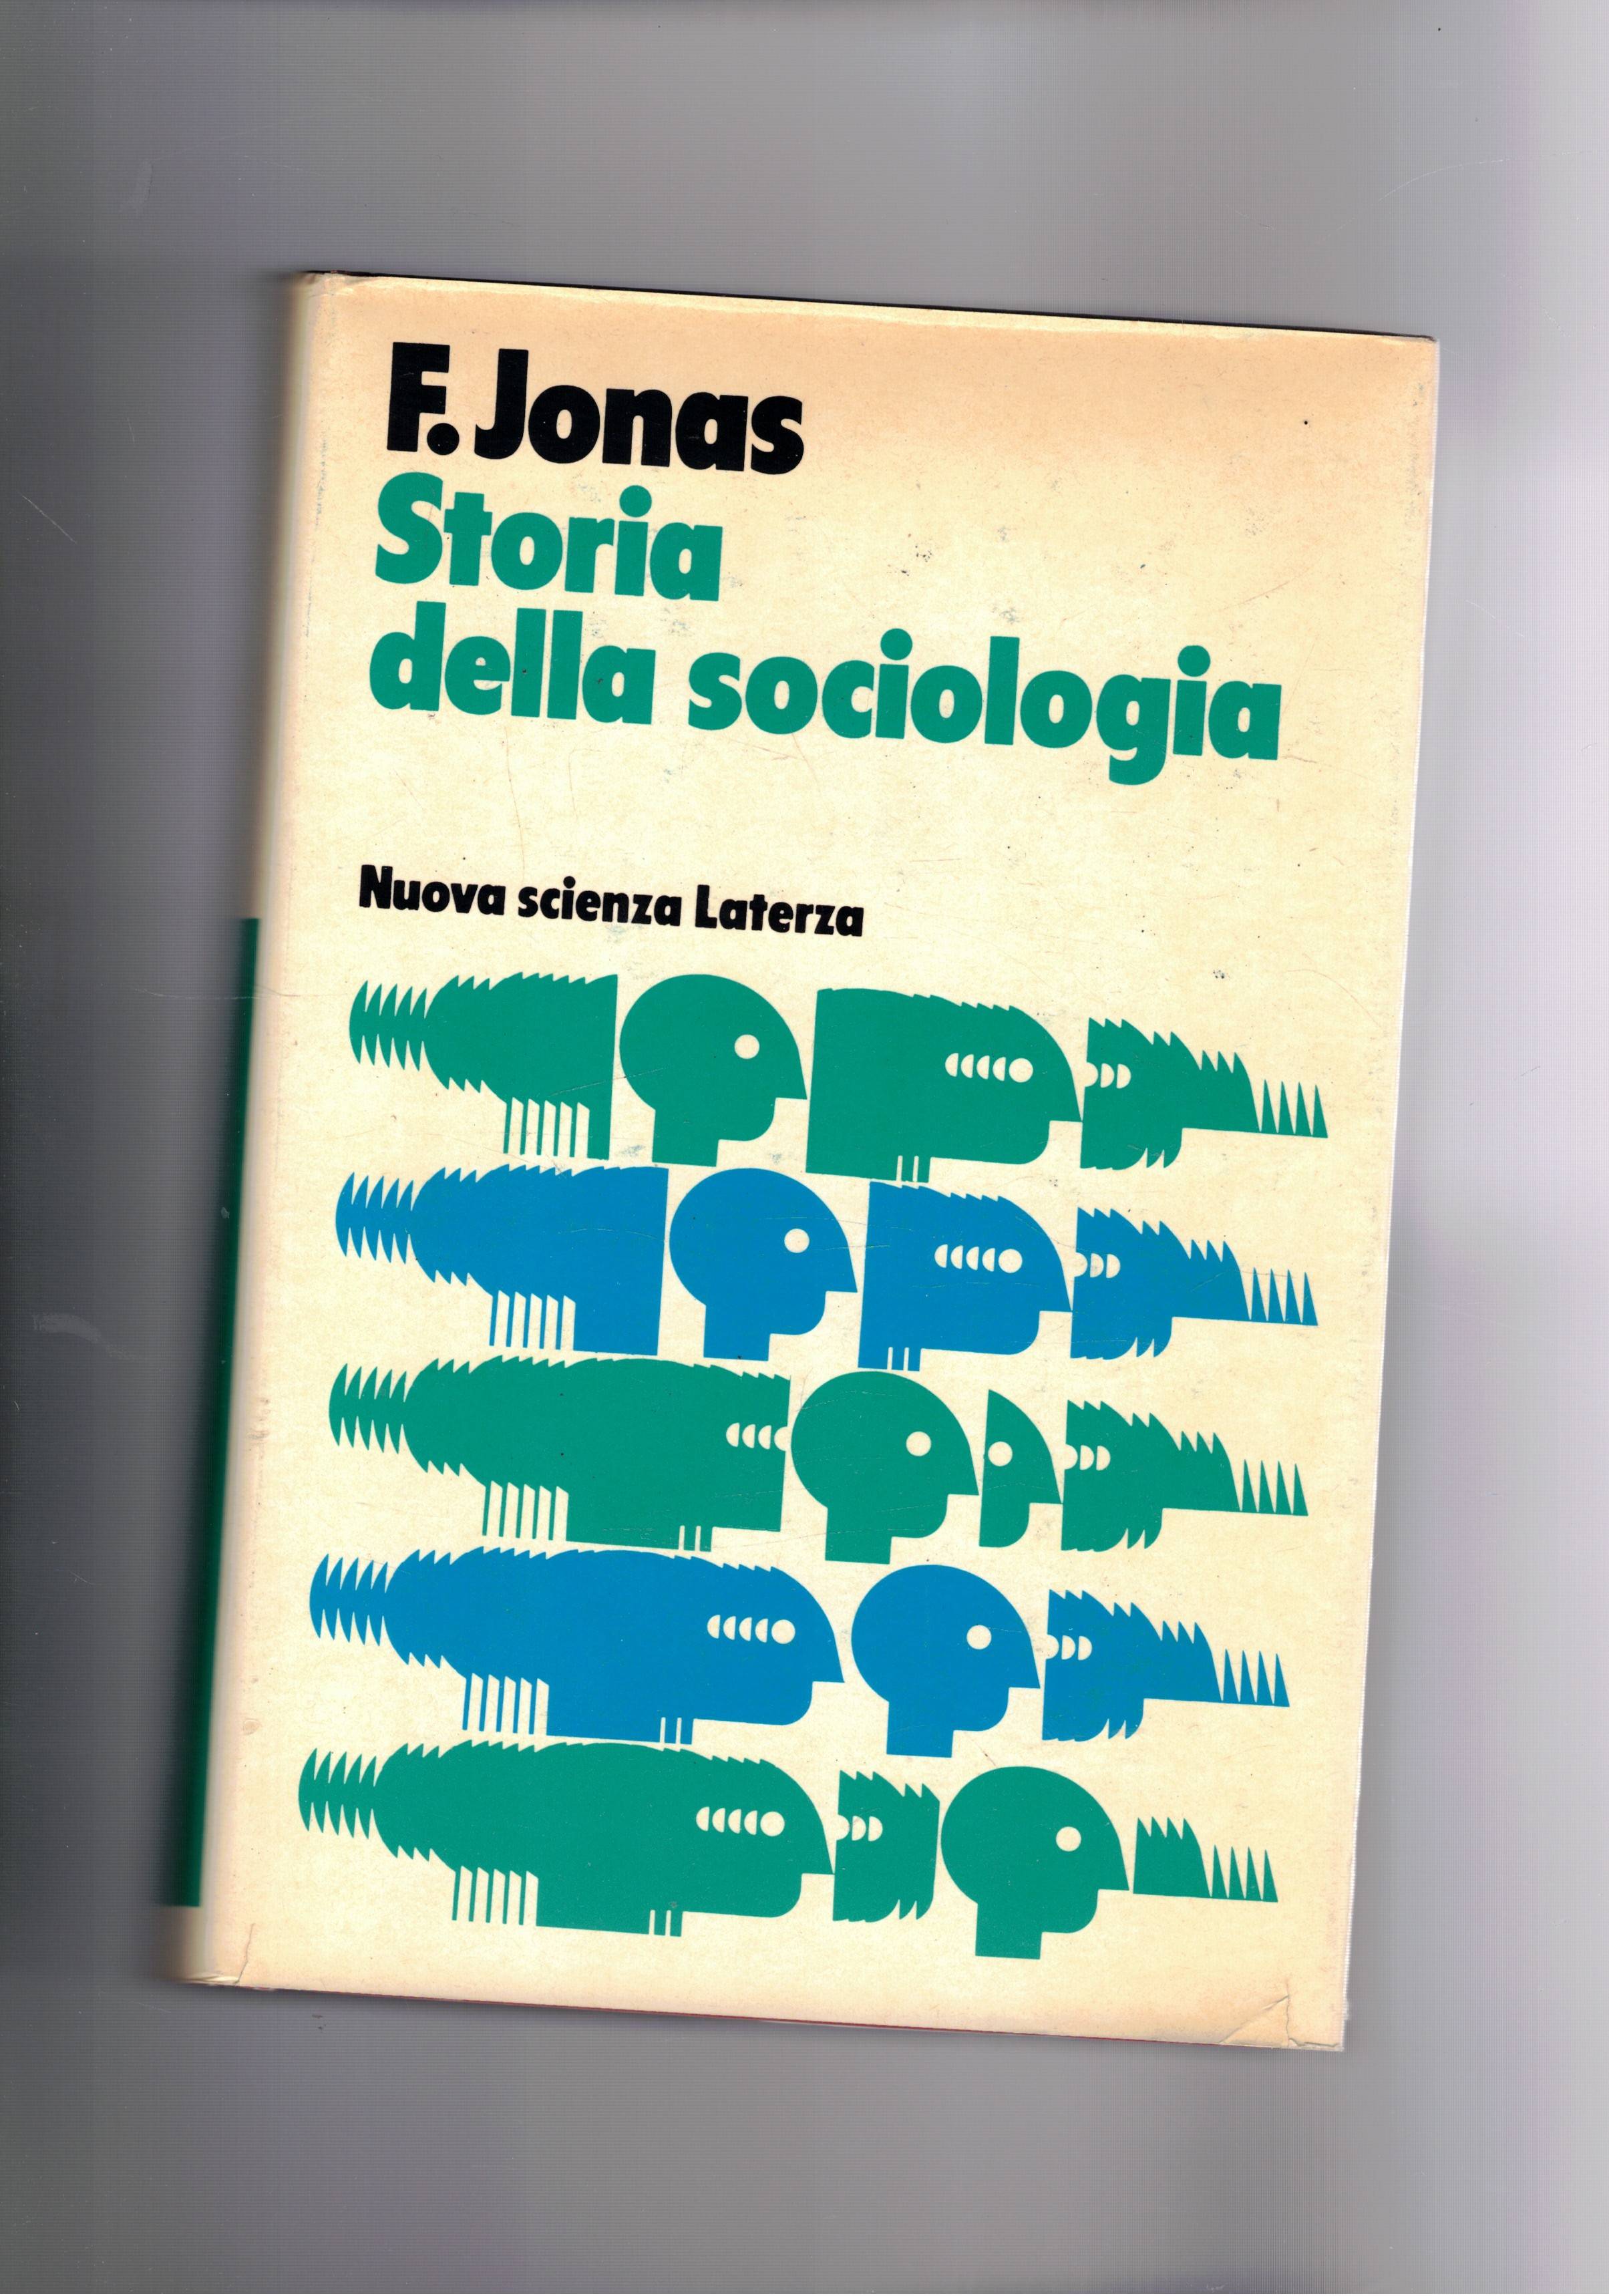 F. Jonas
Storia
della sociologia
Nuova scienza Laterza